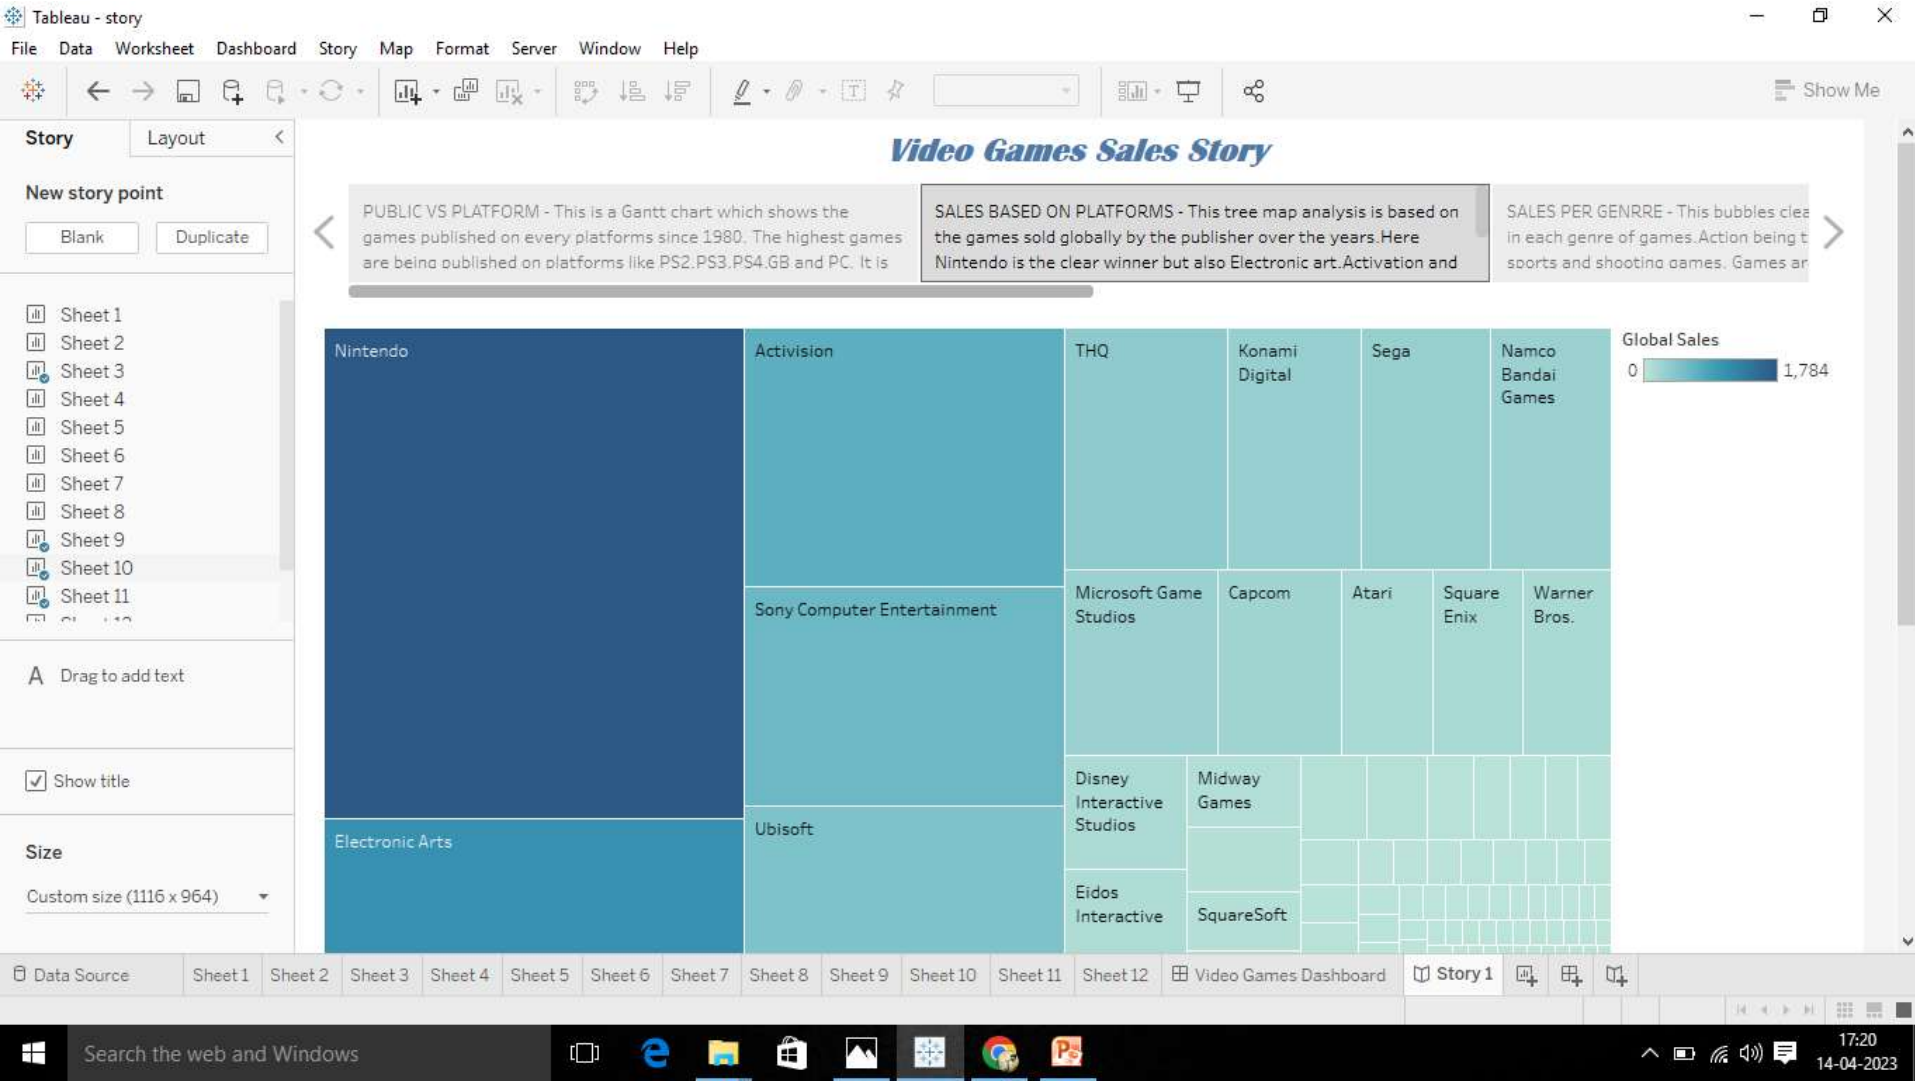 Tableau - story
File Data Worksheet Dashboard Story Map Format Server Window Help
Show Me
Story Layout
New story point
Blank Duplicate
Sheet 1
Sheet 2
Sheet 3
Sheet 4
Sheet 5
Sheet 6
Sheet 7
Sheet 8
Sheet 9
Sheet 10
Sheet 11
A Drag to add text
Show title
Size
Custom size (1116 x 964)
Video Games Sales Story
PUBLIC VS PLATFORM - This is a Gantt chart which shows the
games published on every platforms since 1980. The highest games
are being published on platforms like PS2.PS3.PS4.GB and PC. It is
SALES BASED ON PLATFORMS - This tree map analysis is based on
the games sold globally by the publisher over the years.Here
Nintendo is the clear winner but also Electronic art.Activation and
SALES PER GENRRE - This bubbles clea
in each genre of games.Action being t
sports and shooting games. Games ar
Nintendo
Electronic Arts
Activision
Sony Computer Entertainment
Ubisoft
THQ
Konami
Digital
Sega
Namco
Bandai
Games
Microsoft Game
Studios
Capcom
Atari
Square
Enix
Warner
Bros.
Disney
Interactive
Studios
Midway
Games
Eidos
Interactive
SquareSoft
Global Sales
0 1,784
Data Source Sheet 1 Sheet 2 Sheet 3 Sheet 4 Sheet 5 Sheet 6 Sheet 7 Sheet 8 Sheet 9 Sheet 10 Sheet 11 Sheet 12 Video Games Dashboard Story 1
Search the web and Windows
17:20
14-04-2023